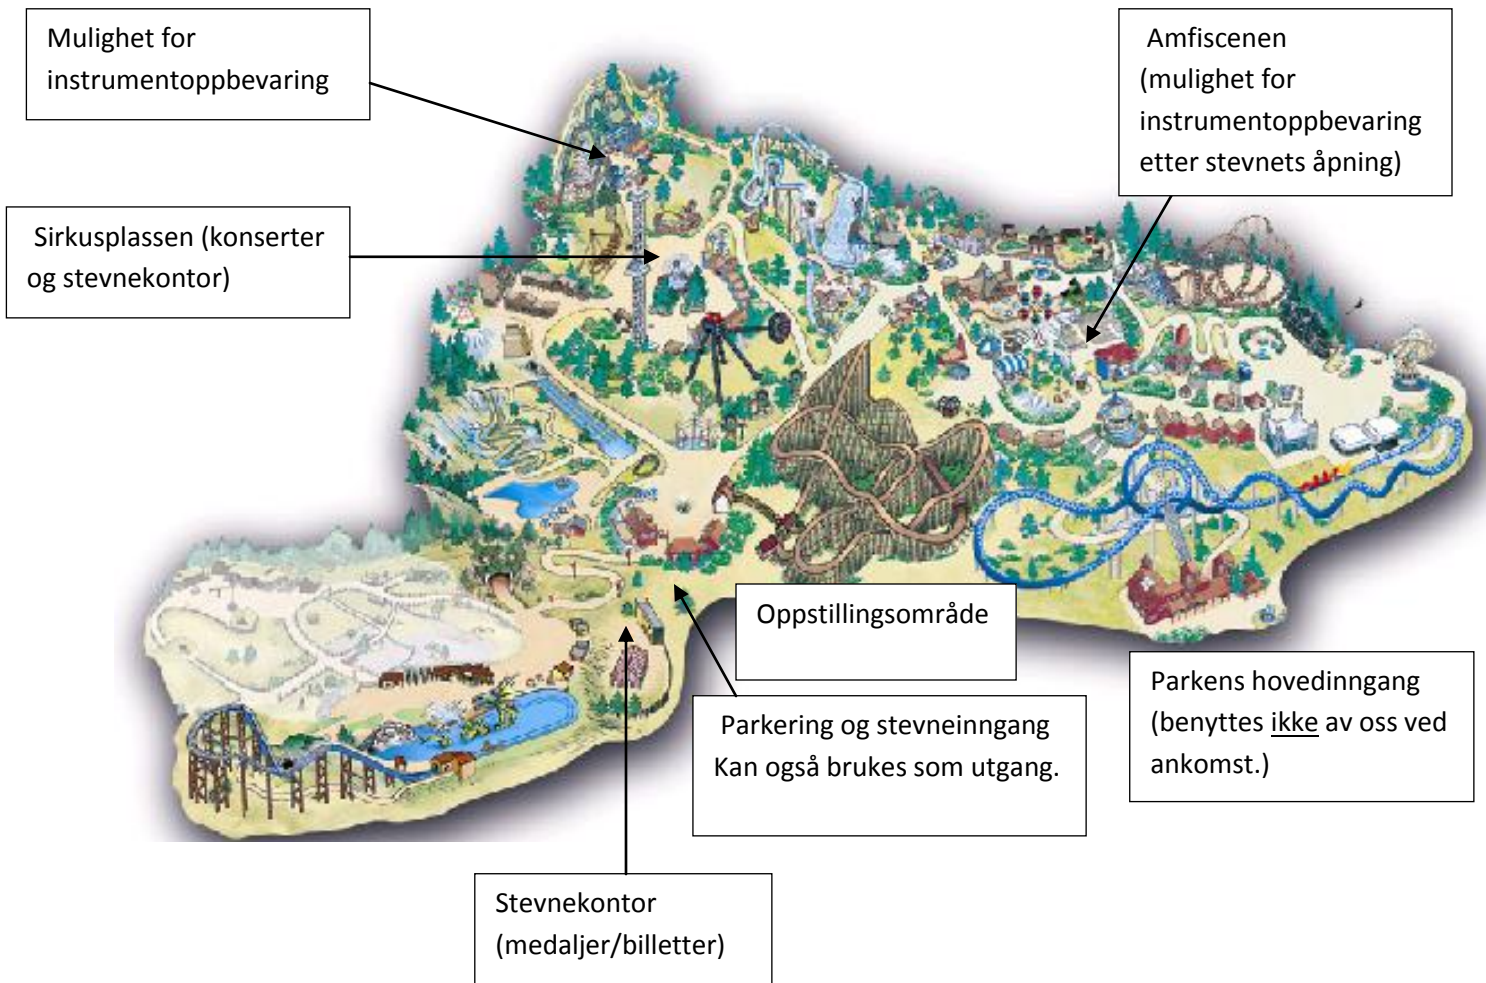 Mulighet for
instrumentoppbevaring
Amfiscenen
(mulighet for
instrumentoppbevaring
etter stevnets åpning)
Sirkusplassen (konserter
og stevnekontor)
Oppstillingsområde
Parkering og stevneinngang
Kan også brukes som utgang.
Parkens hovedinngang
(benyttes ikke av oss ved
ankomst.)
Stevnekontor
(medaljer/billetter)